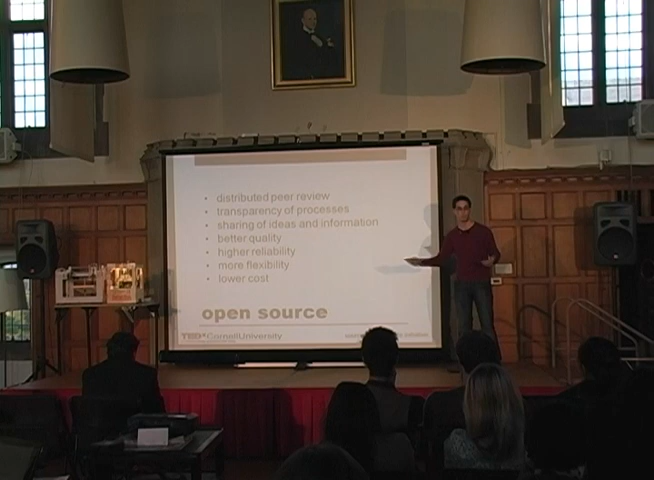 • distributed peer review
• transparency of processes
• sharing of ideas and information
• better quality
• higher reliability
• more flexibility
• lower cost
open source
TEDxCornellUniversity